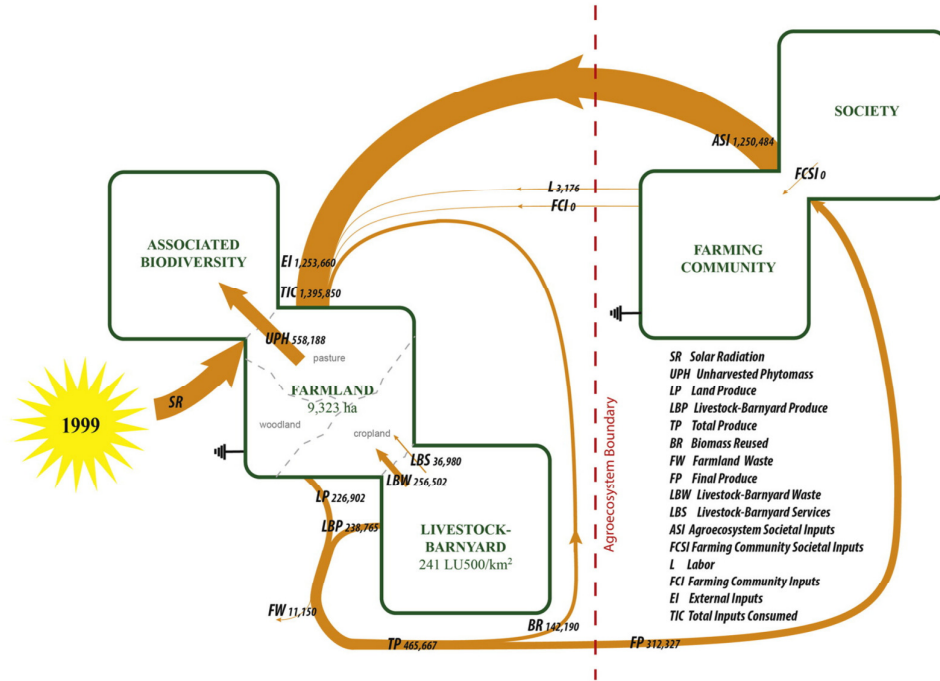 SOCIETY
ASI 1,250,484
FCSI 0
L 3,176
FCI 0
ASSOCIATED
BIODIVERSITY
FARMING
COMMUNITY
EI 1,253,660
TIC 1,395,850
UPH 558,188
pasture
SR
FARMLAND
9,323 ha
1999
woodland
cropland
LBS 36,980
LBW 256,502
LP 226,902
LBP 238,765
LIVESTOCK-
BARNYARD
241 LU500/km²
FW 11,150
BR 142,190
TP 465,667
FP 312,327
Agroecosystem Boundary
SR Solar Radiation
UPH Unharvested Phytomass
LP Land Produce
LBP Livestock-Barnyard Produce
TP Total Produce
BR Biomass Reused
FW Farmland Waste
FP Final Produce
LBW Livestock-Barnyard Waste
LBS Livestock-Barnyard Services
ASI Agroecosystem Societal Inputs
FCSI Farming Community Societal Inputs
L Labor
FCI Farming Community Inputs
EI External Inputs
TIC Total Inputs Consumed